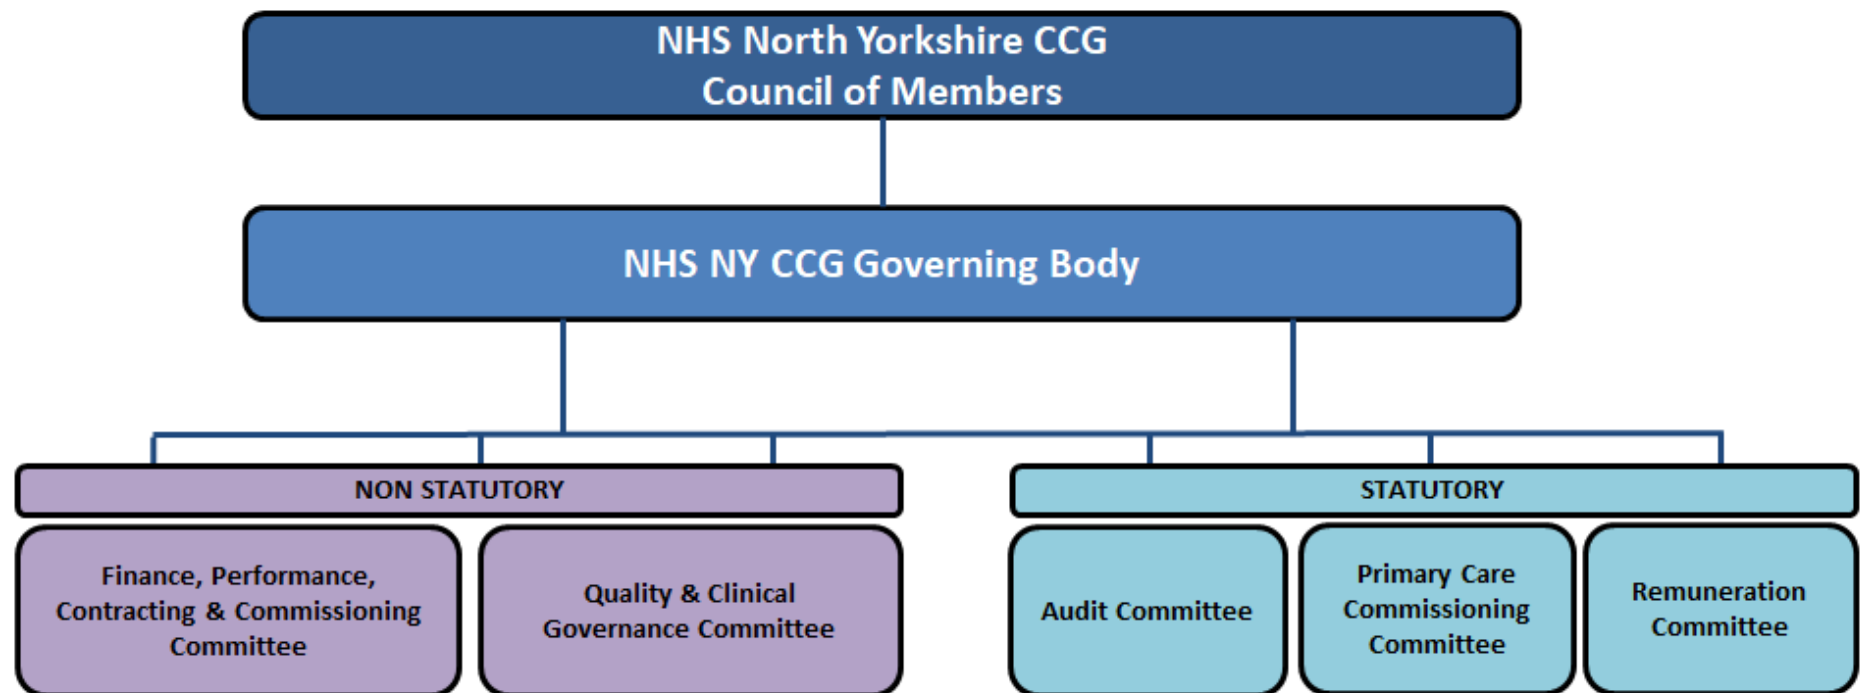 NHS North Yorkshire CCG
Council of Members
NHS NY CCG Governing Body
NON STATUTORY
STATUTORY
Finance, Performance,
Contracting & Commissioning
Committee
Quality & Clinical
Governance Committee
Audit Committee
Primary Care
Commissioning
Committee
Remuneration
Committee